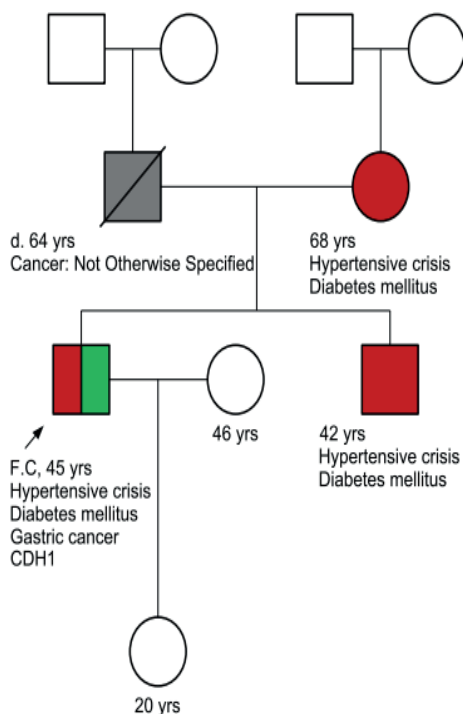 d. 64 yrs
Cancer: Not Otherwise Specified
68 yrs
Hypertensive crisis
Diabetes mellitus
F.C, 45 yrs
Hypertensive crisis
Diabetes mellitus
Gastric cancer
CDH1
46 yrs
42 yrs
Hypertensive crisis
Diabetes mellitus
20 yrs